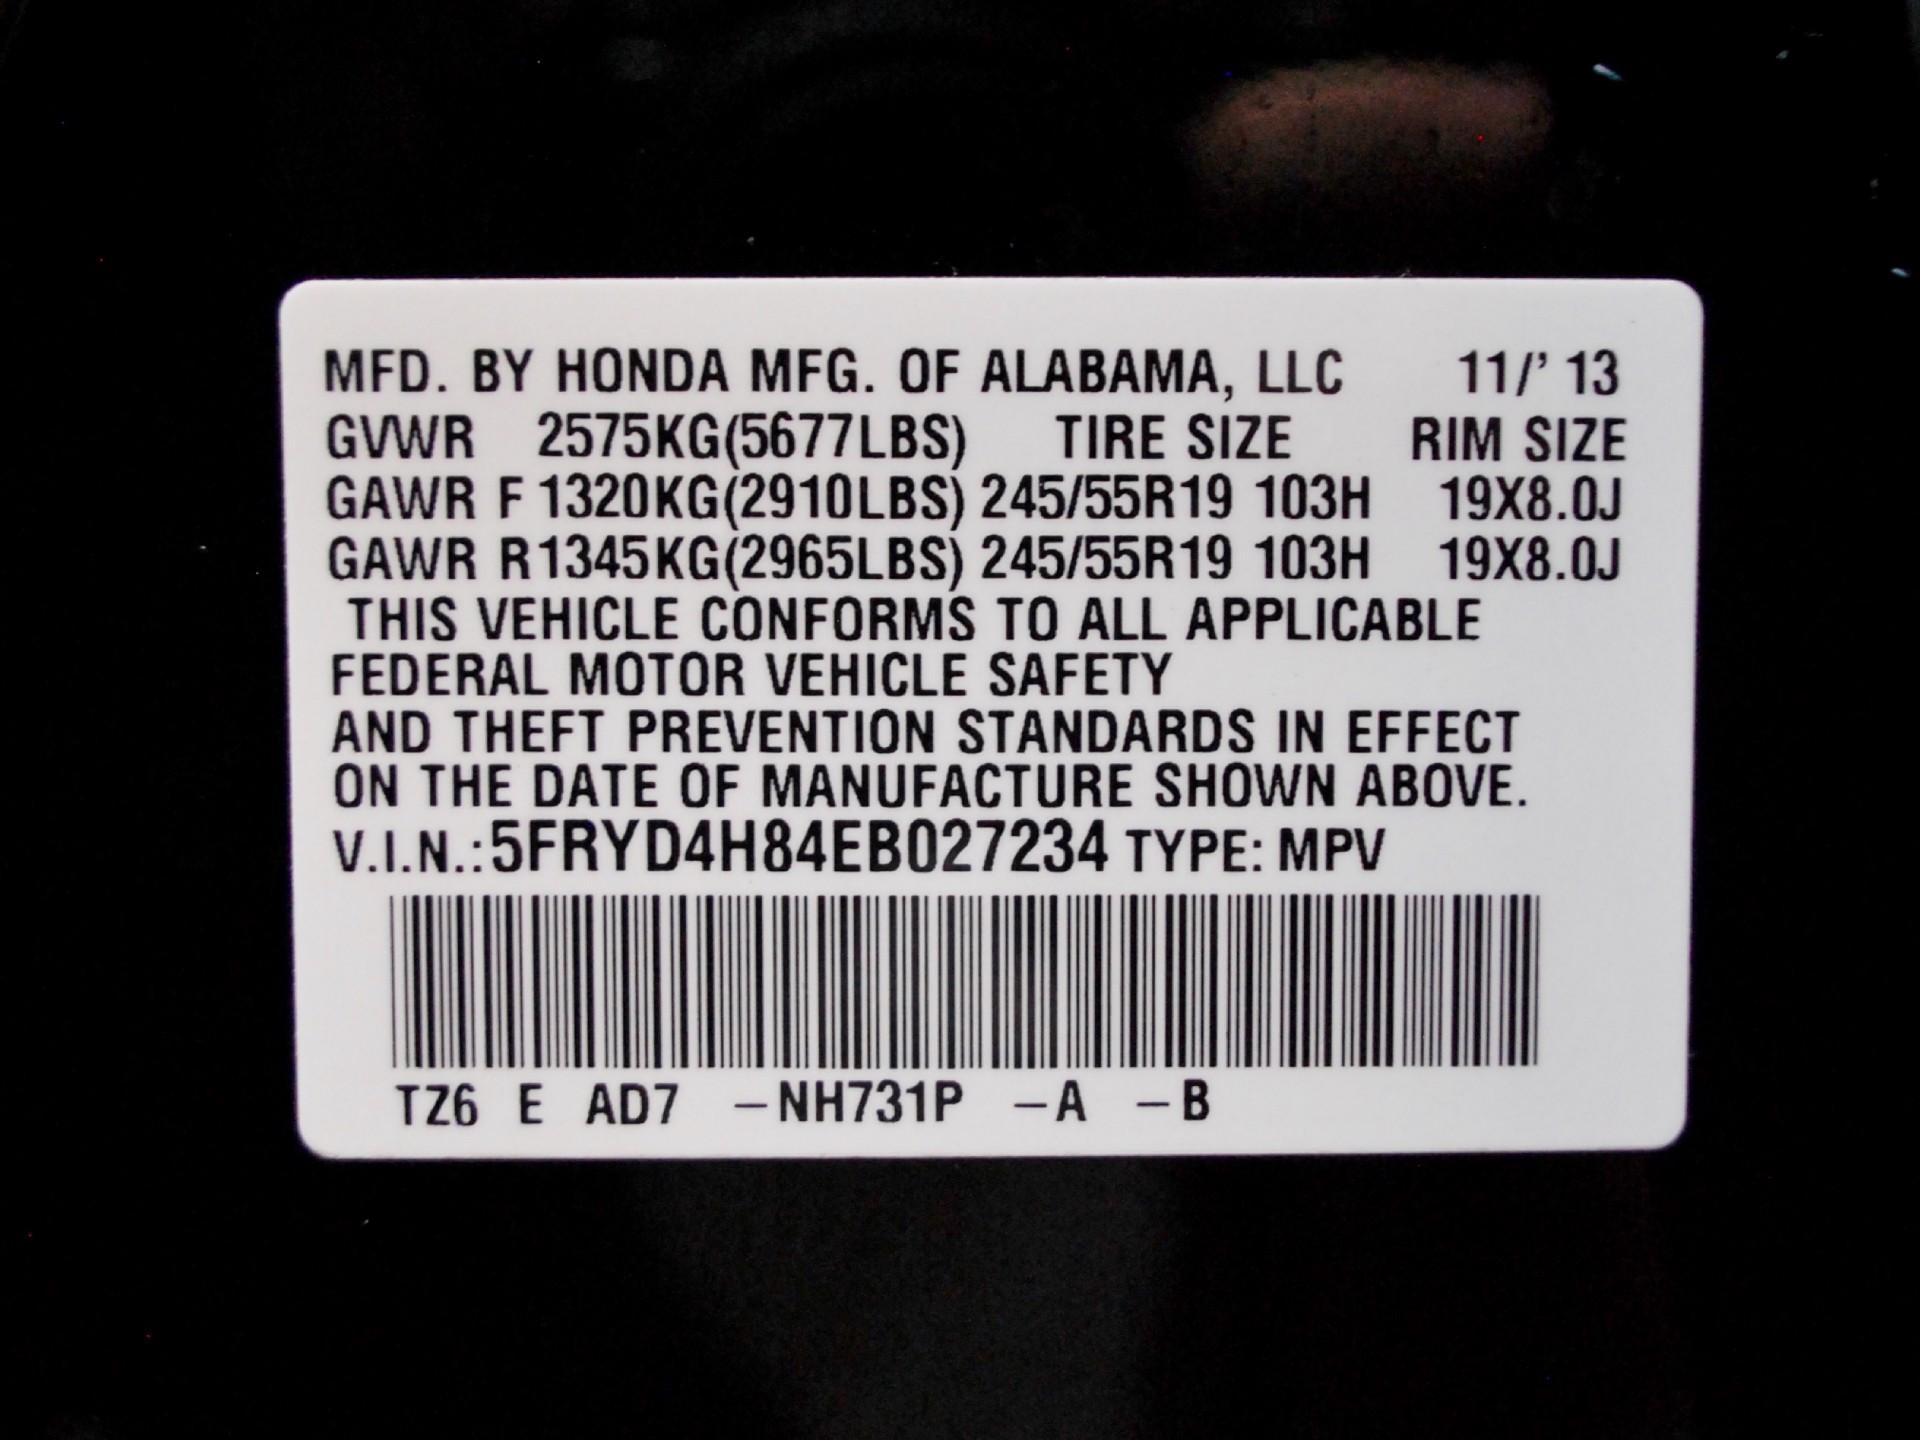 MFD. BY HONDA MFG. OF ALABAMA, LLC 11/' 13
GVWR 2575KG(5677LBS) TIRE SIZE RIM SIZE
GAWR F 1320KG(2910LBS) 245/55R19 103H 19X8.0J
GAWR R1345KG(2965LBS) 245/55R19 103H 19X8.0J
THIS VEHICLE CONFORMS TO ALL APPLICABLE
FEDERAL MOTOR VEHICLE SAFETY
AND THEFT PREVENTION STANDARDS IN EFFECT
ON THE DATE OF MANUFACTURE SHOWN ABOVE.
V.I.N.:5FRYD4H84EB027234 TYPE: MPV
TZ6 E AD7 –NH731P –A –B